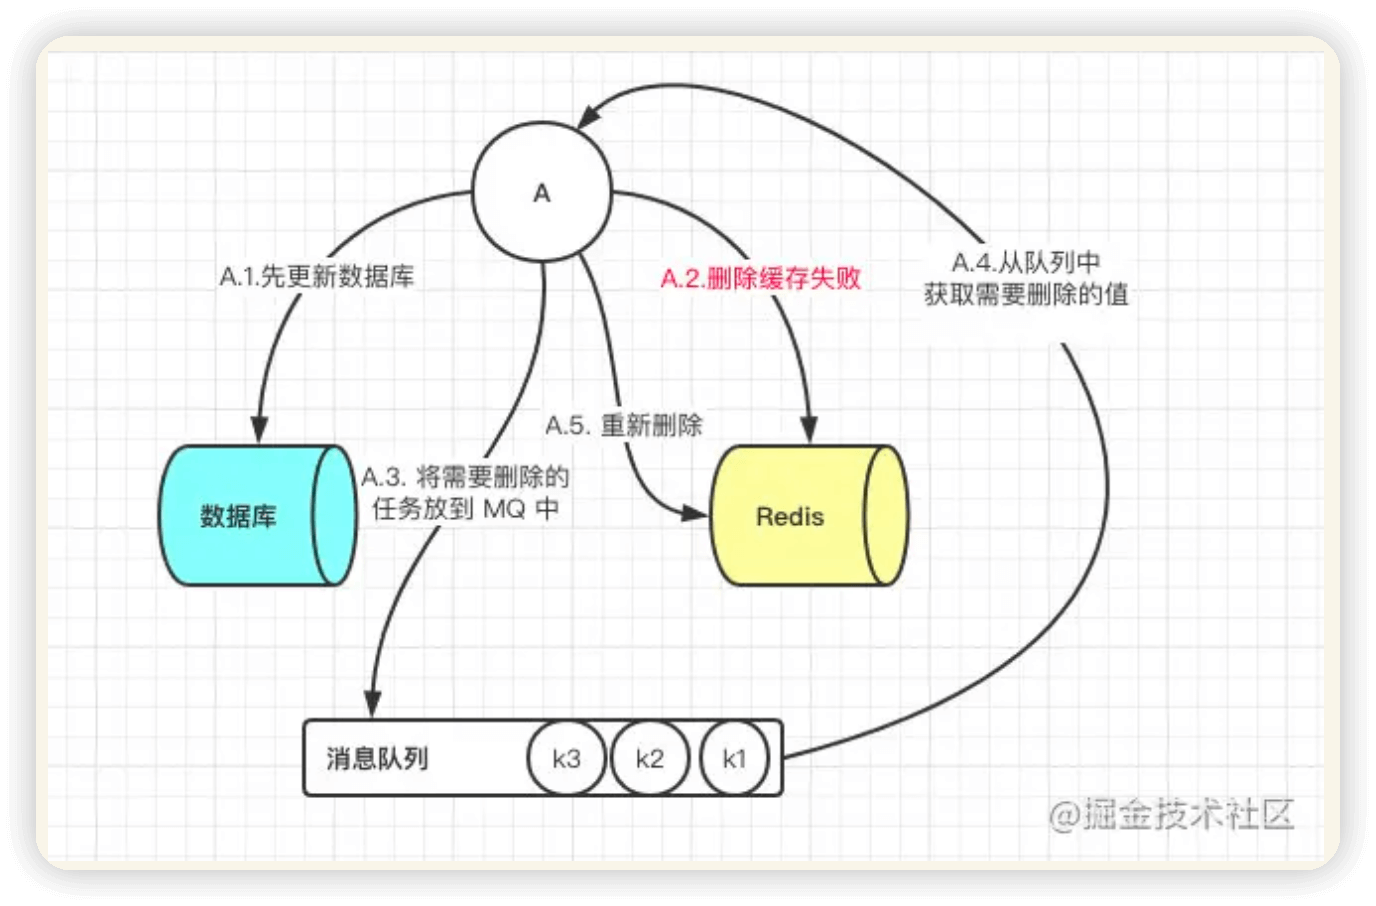 A
A.1.先更新数据库
A.2.删除缓存失败
A.4.从队列中
获取需要删除的值
A.5. 重新删除
A.3. 将需要删除的
任务放到 MQ 中
数据库
Redis
消息队列
k3
k2
k1
@掘金技术社区